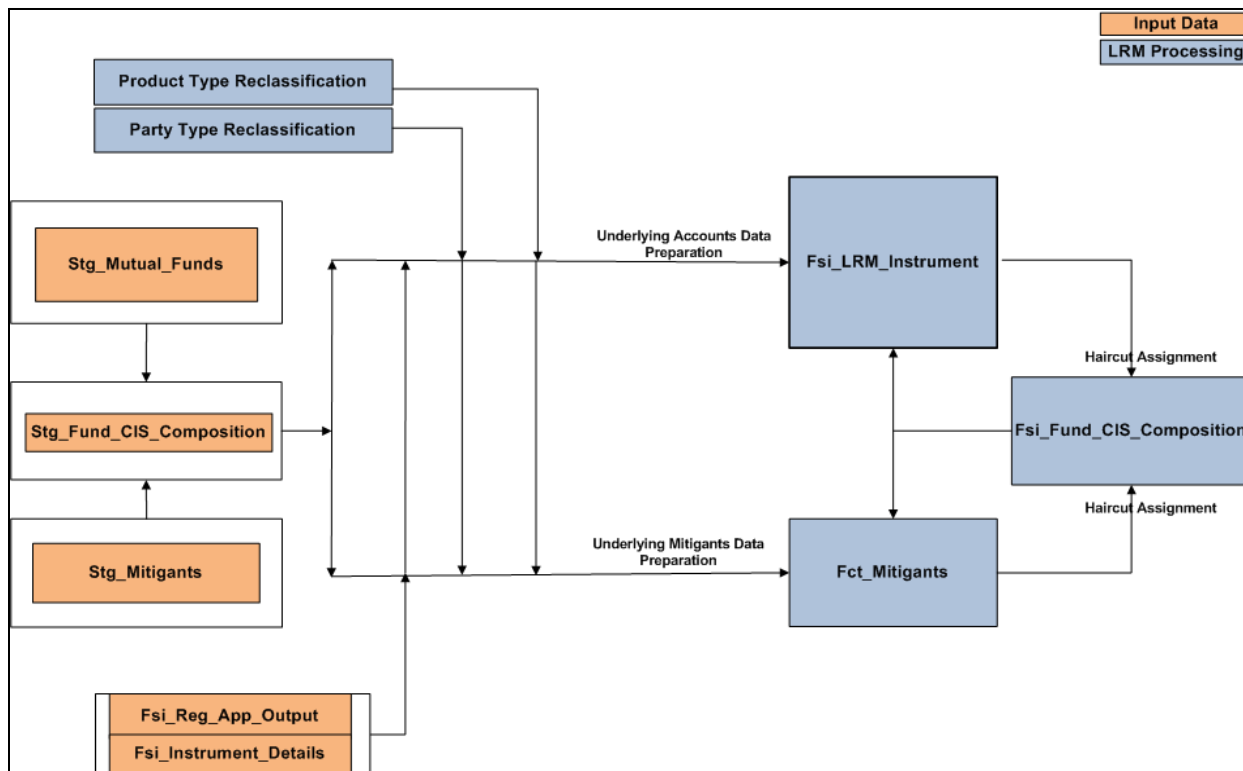 Input Data
LRM Processing
Product Type Reclassification
Party Type Reclassification
Stg_Mutual_Funds
Underlying Accounts Data
Preparation
Fsi_LRM_Instrument
Haircut Assignment
Stg_Fund_CIS_Composition
Fsi_Fund_CIS_Composition
Haircut Assignment
Underlying Mitigants Data
Preparation
Stg_Mitigants
Fct_Mitigants
Fsi_Reg_App_Output
Fsi_Instrument_Details